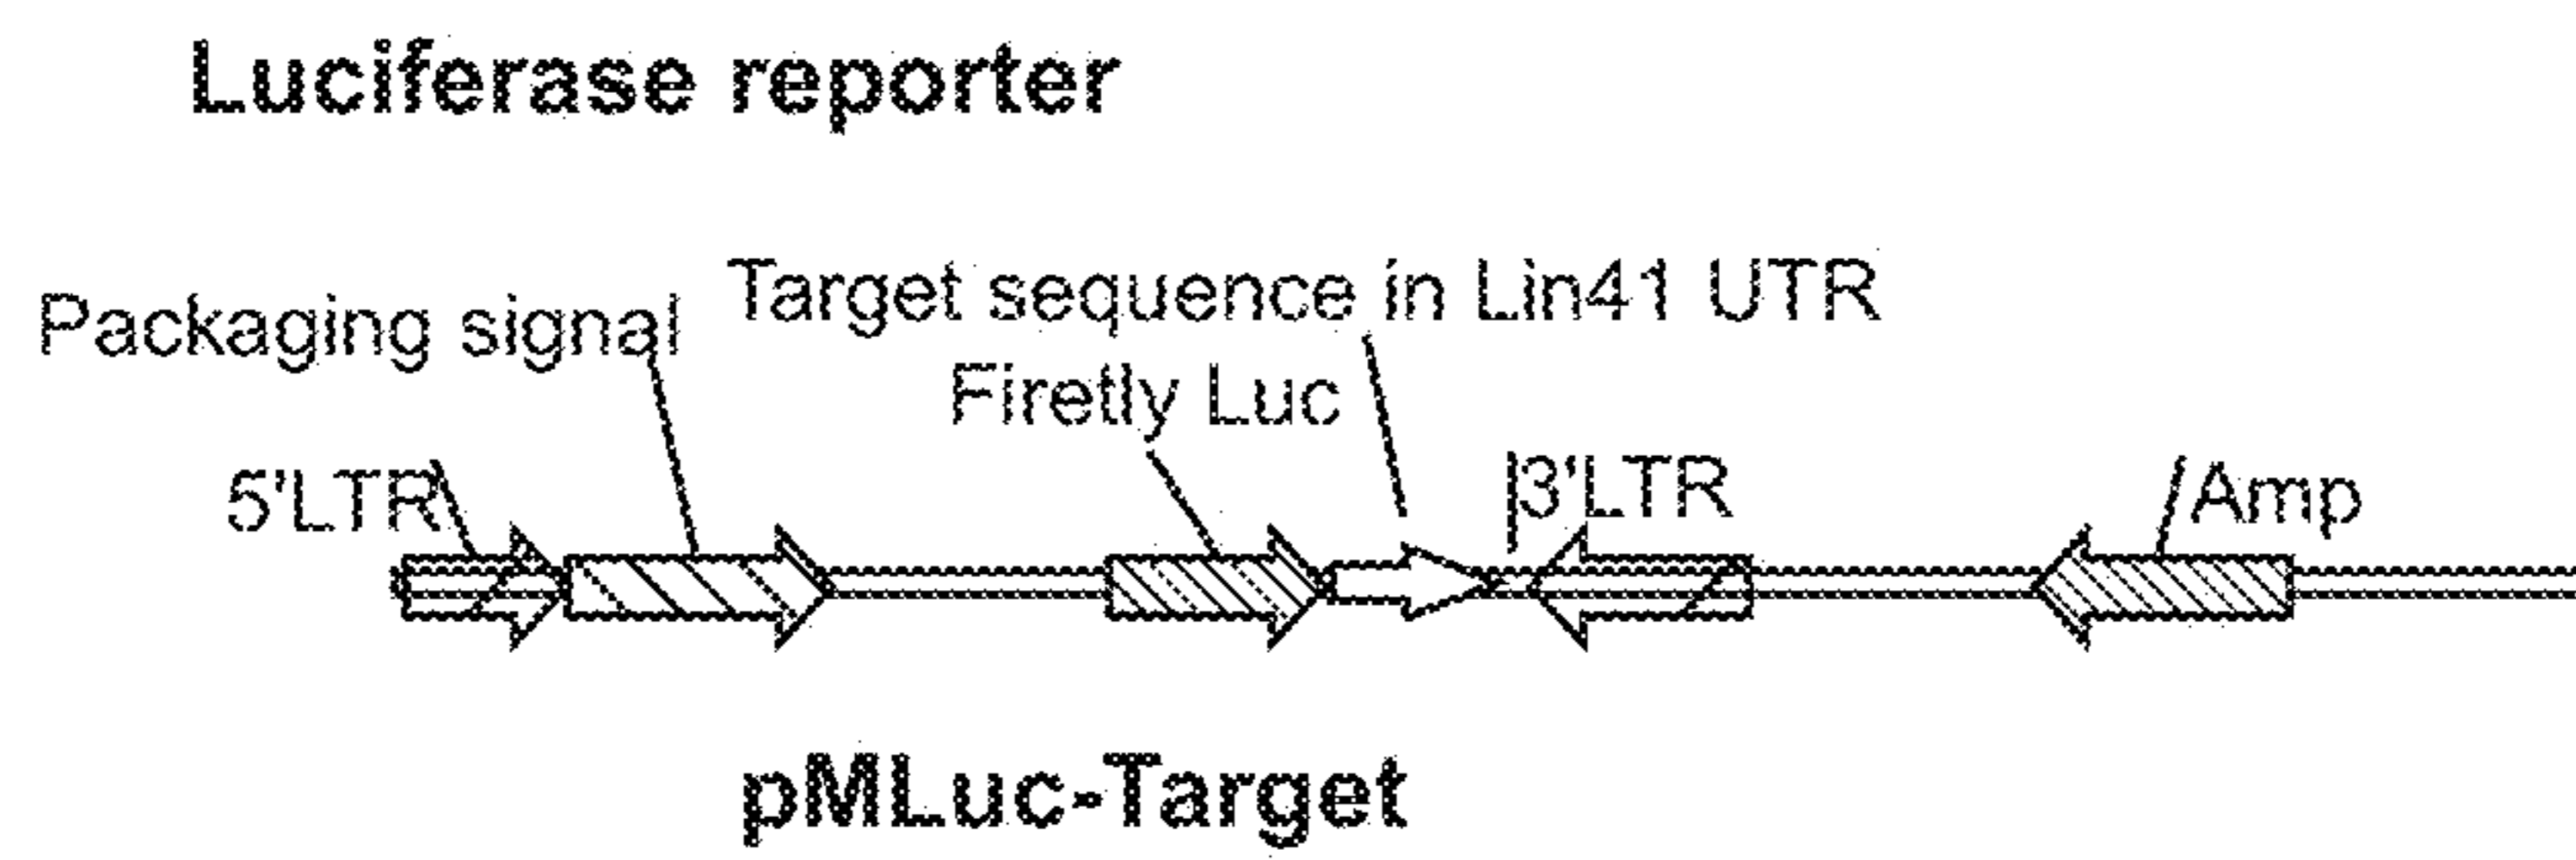 Luciferase reporter
Target sequence in Lin41 UTR
Packaging signal
Firetly Luc
5'LTR
3'LTR
Amp
pMLuc-Target